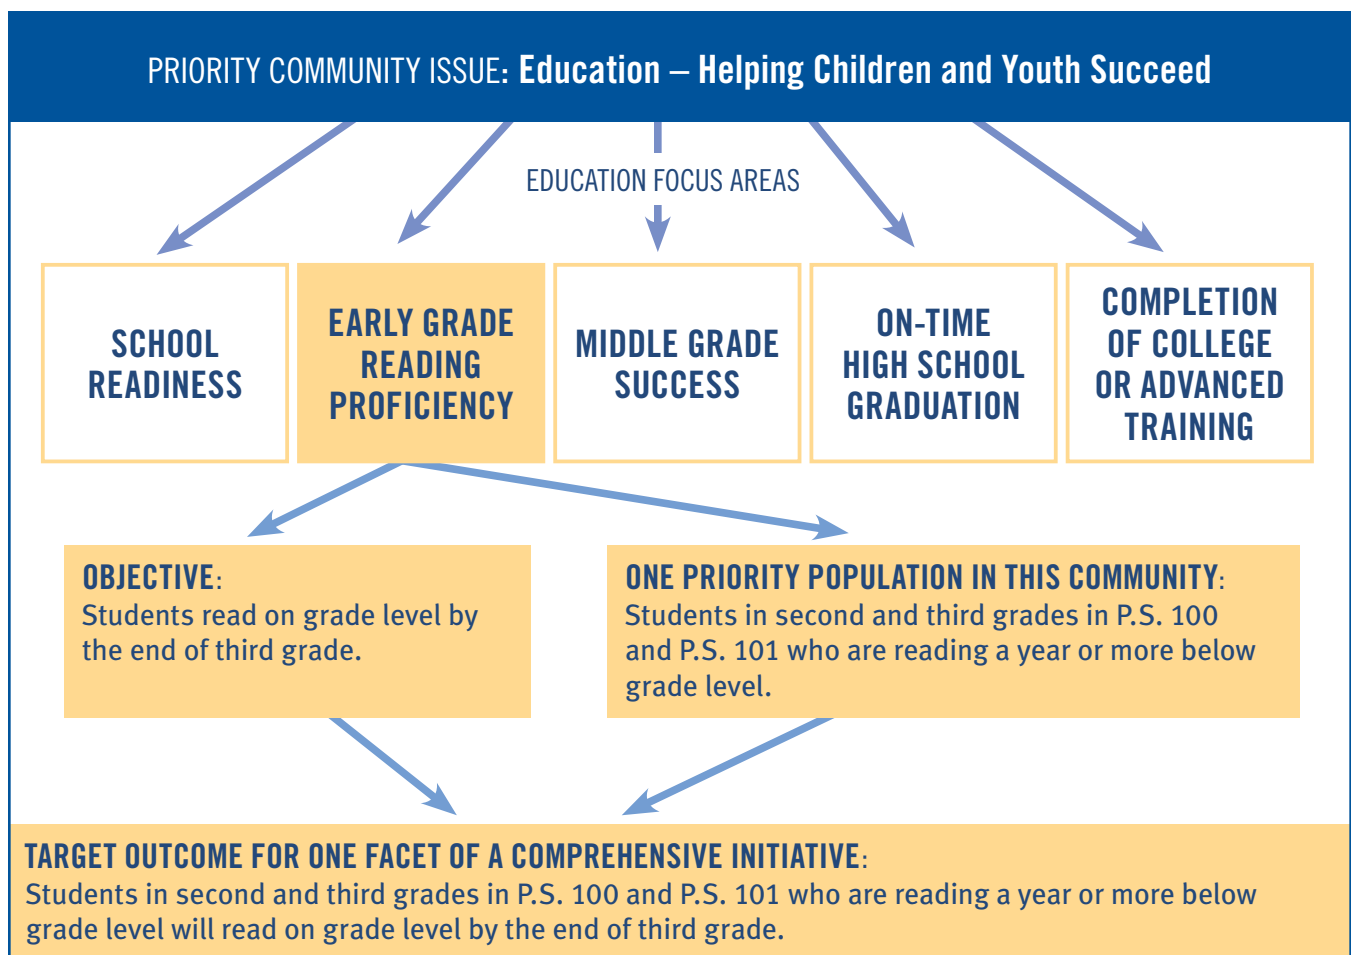 PRIORITY COMMUNITY ISSUE: Education – Helping Children and Youth Succeed
EDUCATION FOCUS AREAS
SCHOOL
READINESS
EARLY GRADE
READING
PROFICIENCY
MIDDLE GRADE
SUCCESS
ON-TIME
HIGH SCHOOL
GRADUATION
COMPLETION
OF COLLEGE
OR ADVANCED
TRAINING
OBJECTIVE:
Students read on grade level by
the end of third grade.
ONE PRIORITY POPULATION IN THIS COMMUNITY:
Students in second and third grades in P.S. 100
and P.S. 101 who are reading a year or more below
grade level.
TARGET OUTCOME FOR ONE FACET OF A COMPREHENSIVE INITIATIVE:
Students in second and third grades in P.S. 100 and P.S. 101 who are reading a year or more below
grade level will read on grade level by the end of third grade.